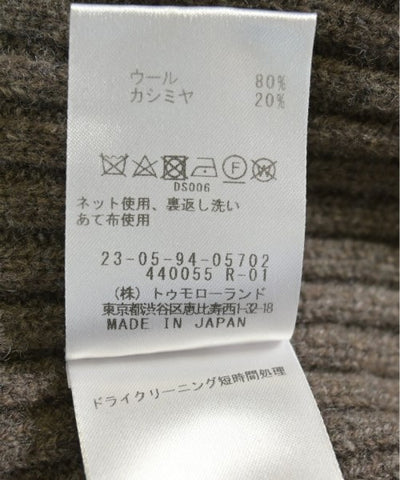 ウール 80%
カシミヤ 20%
F W
DS006
ネット使用、裏返し洗い
あて布使用
23-05-94-05702
440055 R-01
(株)トゥモローランド
東京都渋谷区恵比寿西1-32-18
MADE IN JAPAN
ドライクリーニング短時間処理